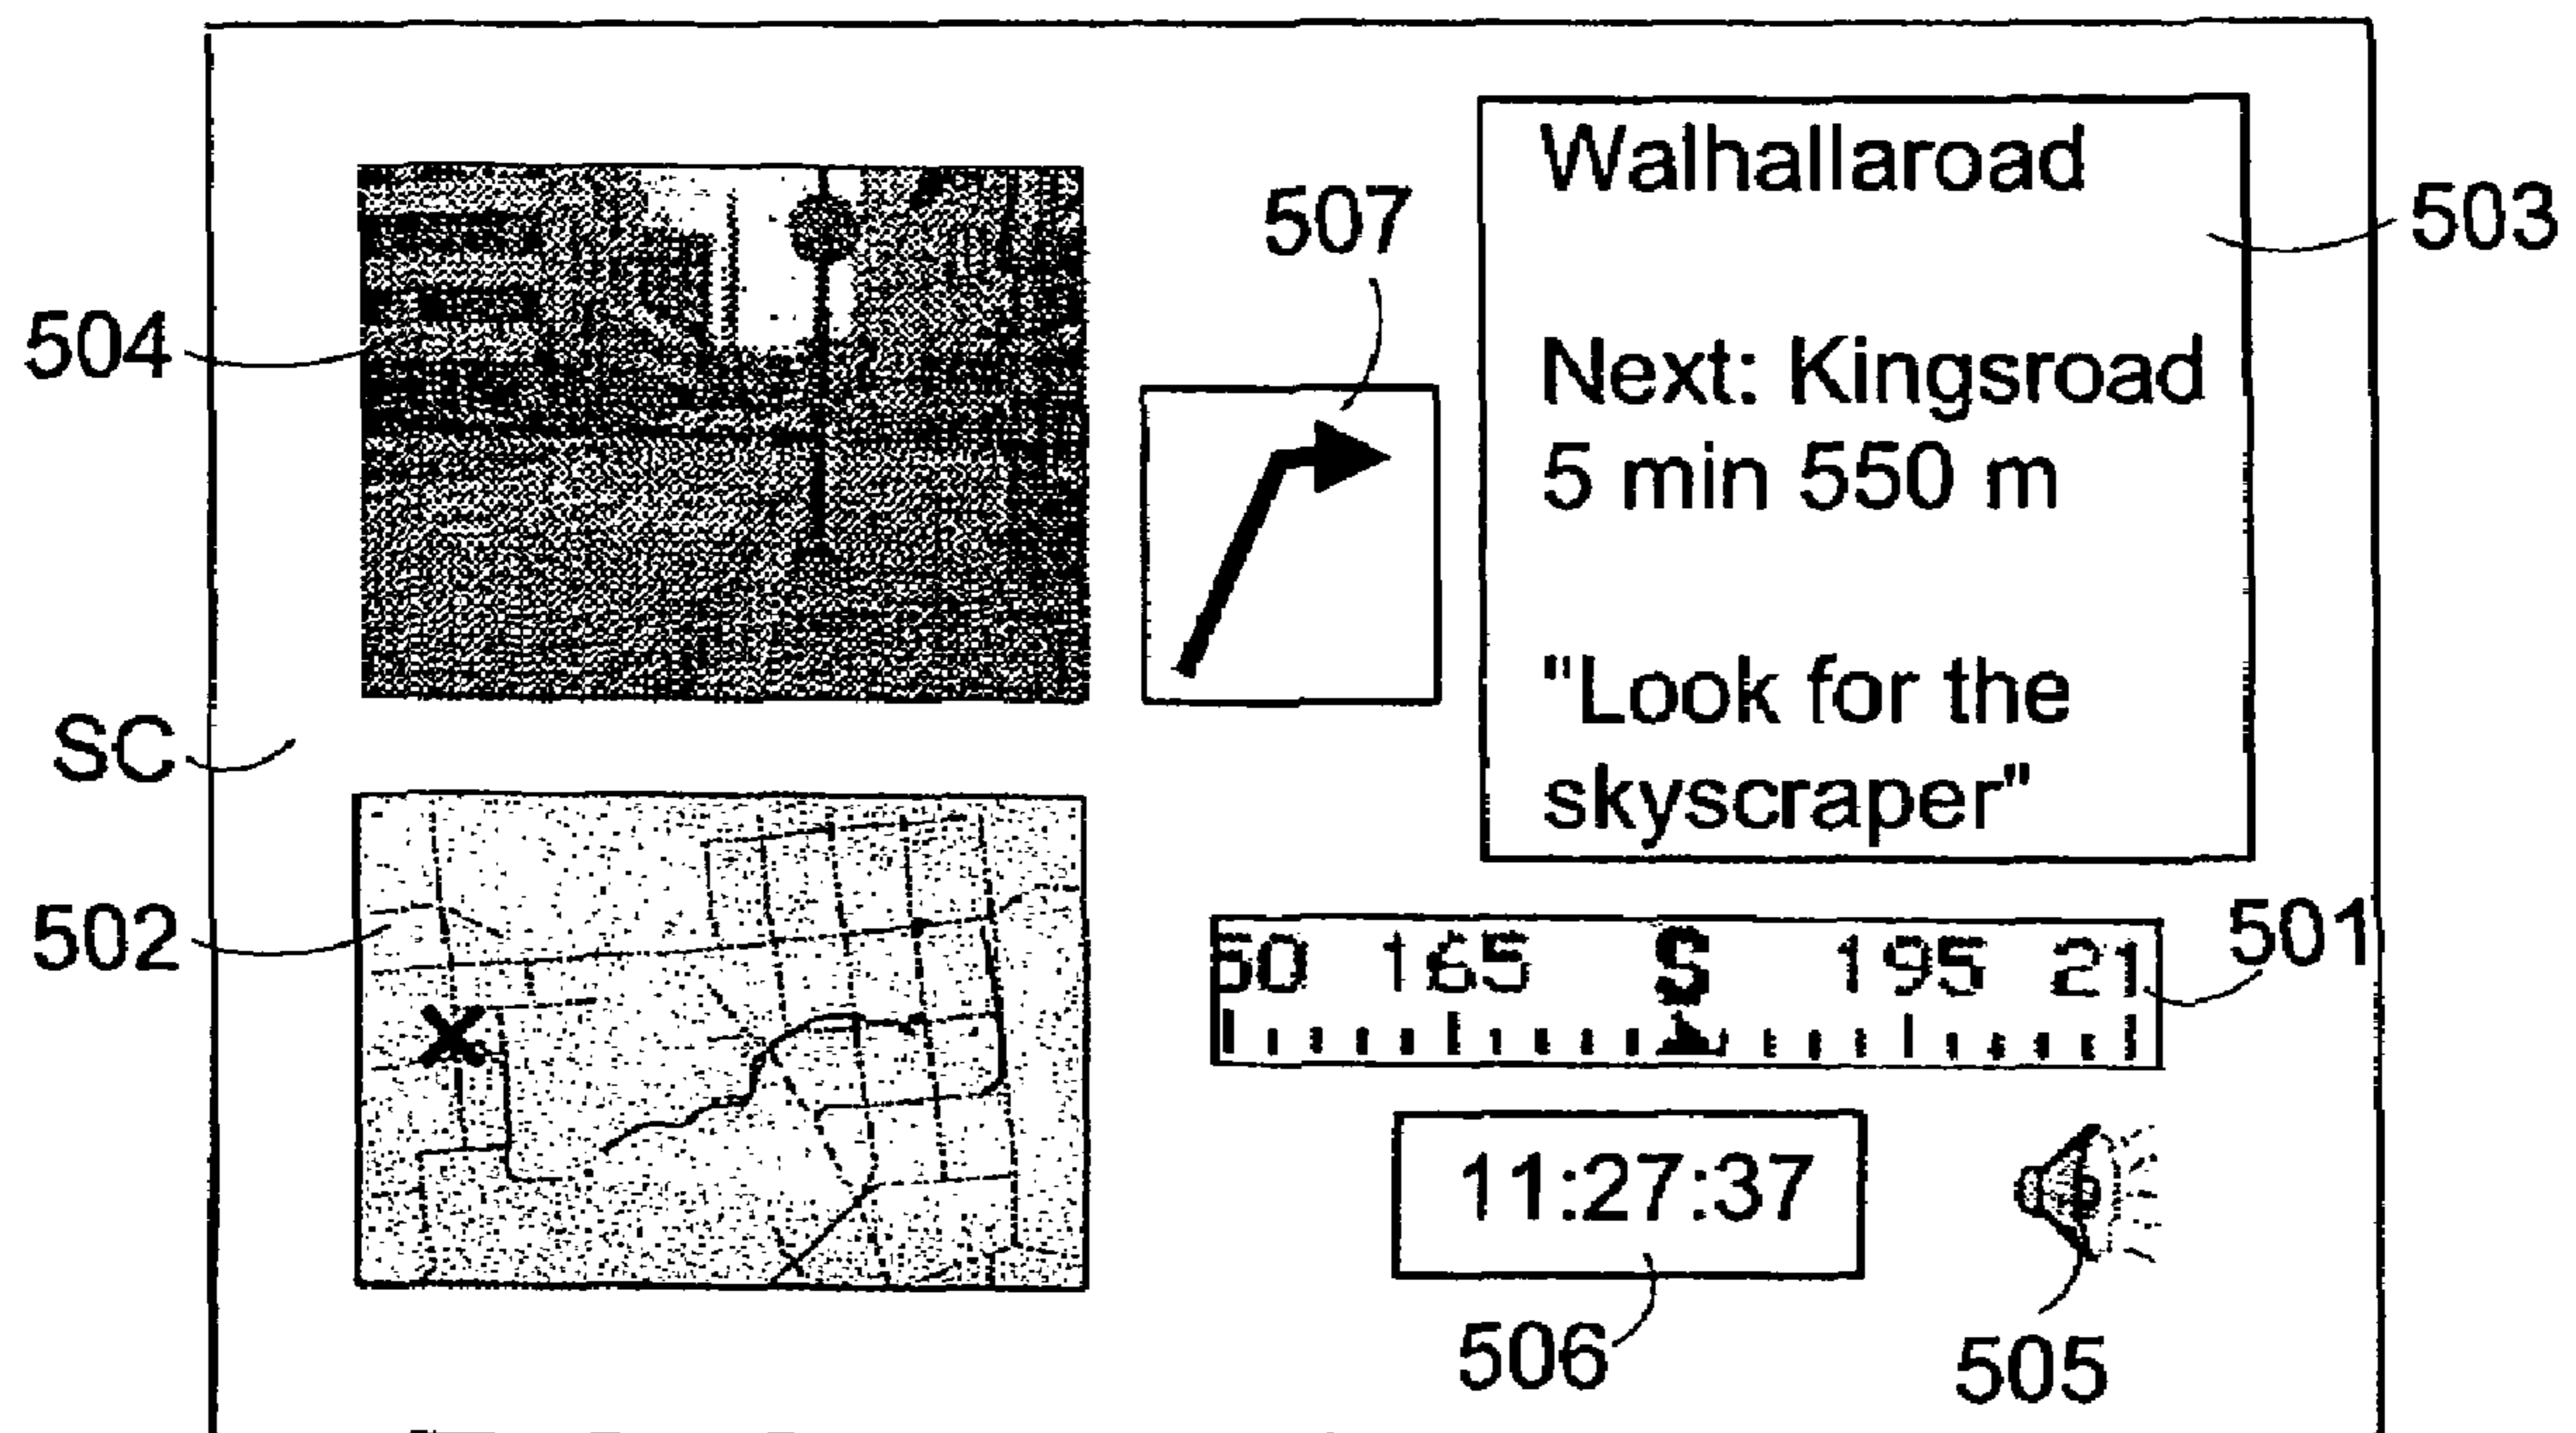 Walhallaroad
507
503
Next: Kingsroad
504
5 min 550 m
"Look for the
SC
skyscraper"
502
50 165 S 195 21
501
11:27:37
506
505